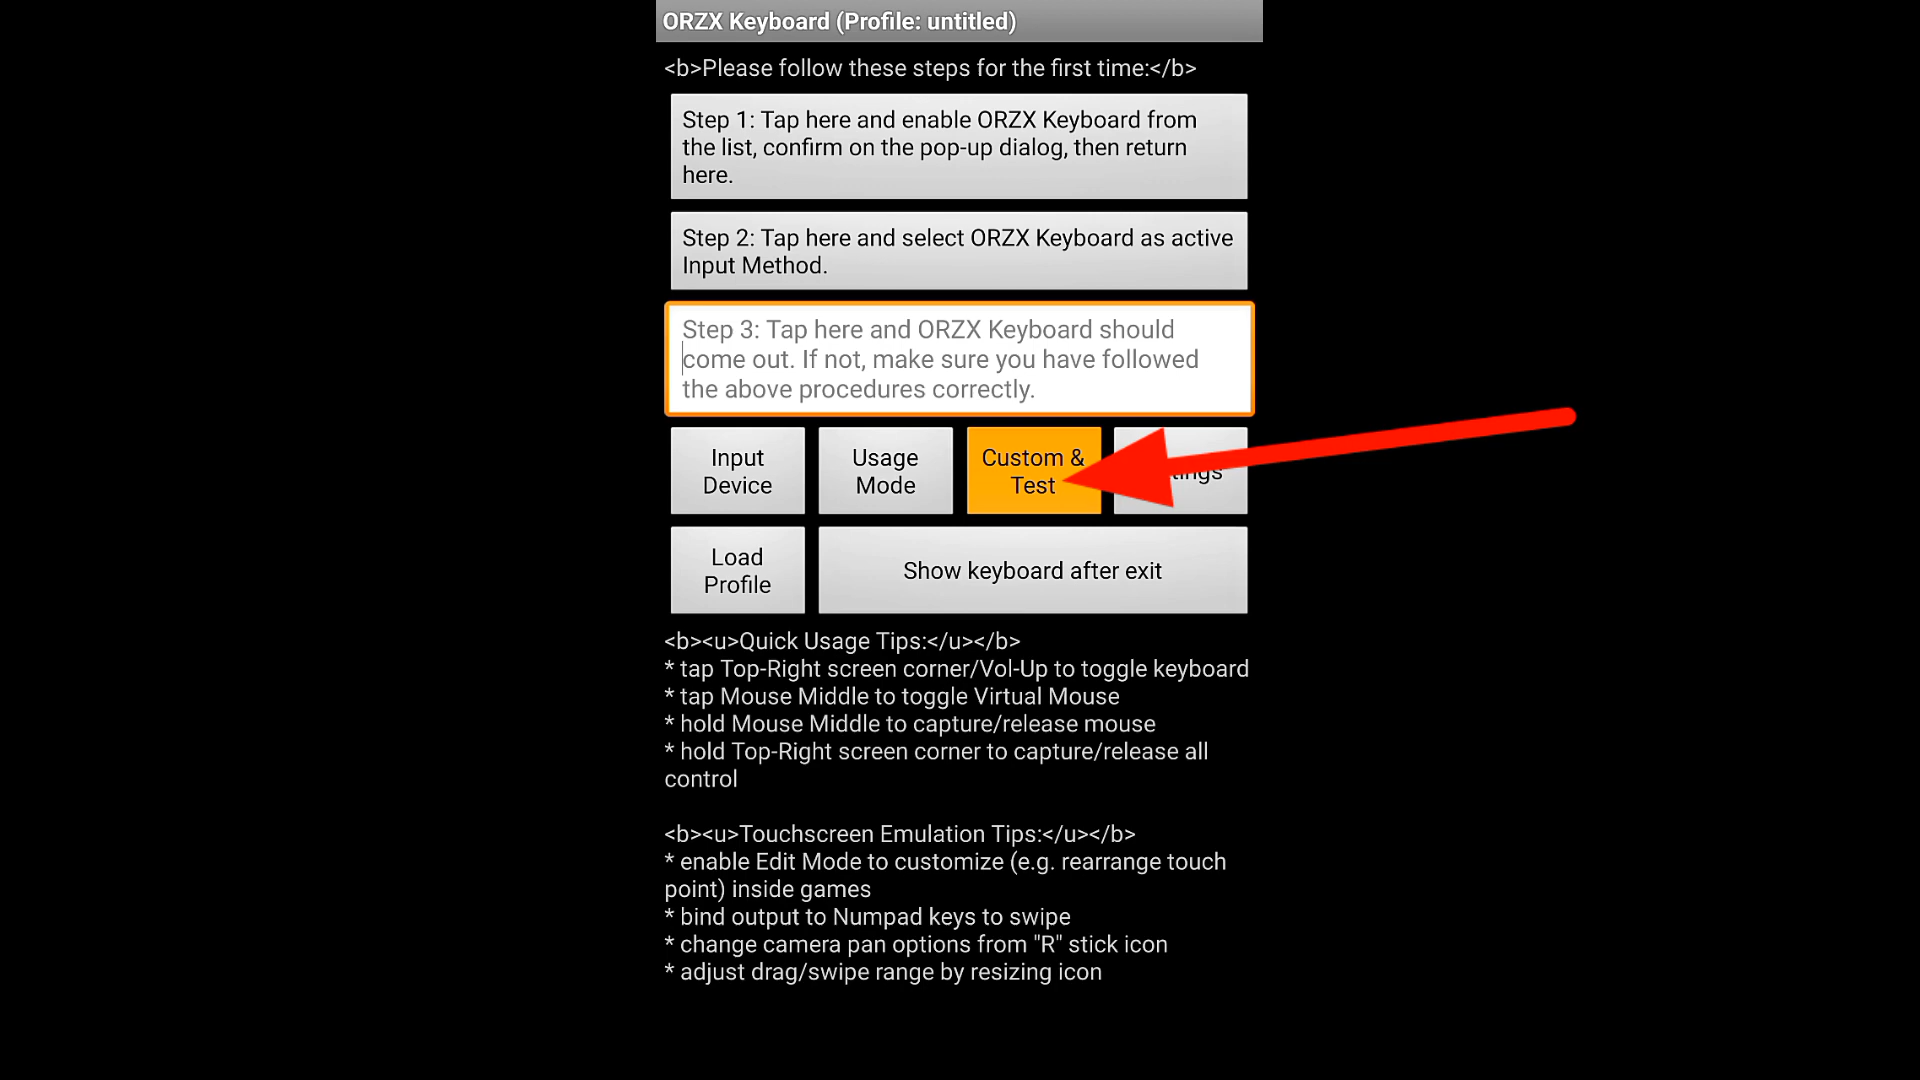 ORZX Keyboard (Profile: untitled)
<b>Please follow these steps for the first time:</b>
Step 1: Tap here and enable ORZX Keyboard from
the list, confirm on the pop-up dialog, then return
here.
Step 2: Tap here and select ORZX Keyboard as active
Input Method.
Step 3: Tap here and ORZX Keyboard should
come out. If not, make sure you have followed
the above procedures correctly.
Input
Device
Usage
Mode
Custom &
Test
Load
Profile
Show keyboard after exit
<b><u>Quick Usage Tips:</u></b>
* tap Top-Right screen corner/Vol-Up to toggle keyboard
* tap Mouse Middle to toggle Virtual Mouse
* hold Mouse Middle to capture/release mouse
* hold Top-Right screen corner to capture/release all
control
<b><u>Touchscreen Emulation Tips:</u></b>
* enable Edit Mode to customize (e.g. rearrange touch
point) inside games
* bind output to Numpad keys to swipe
* change camera pan options from "R" stick icon
* adjust drag/swipe range by resizing icon